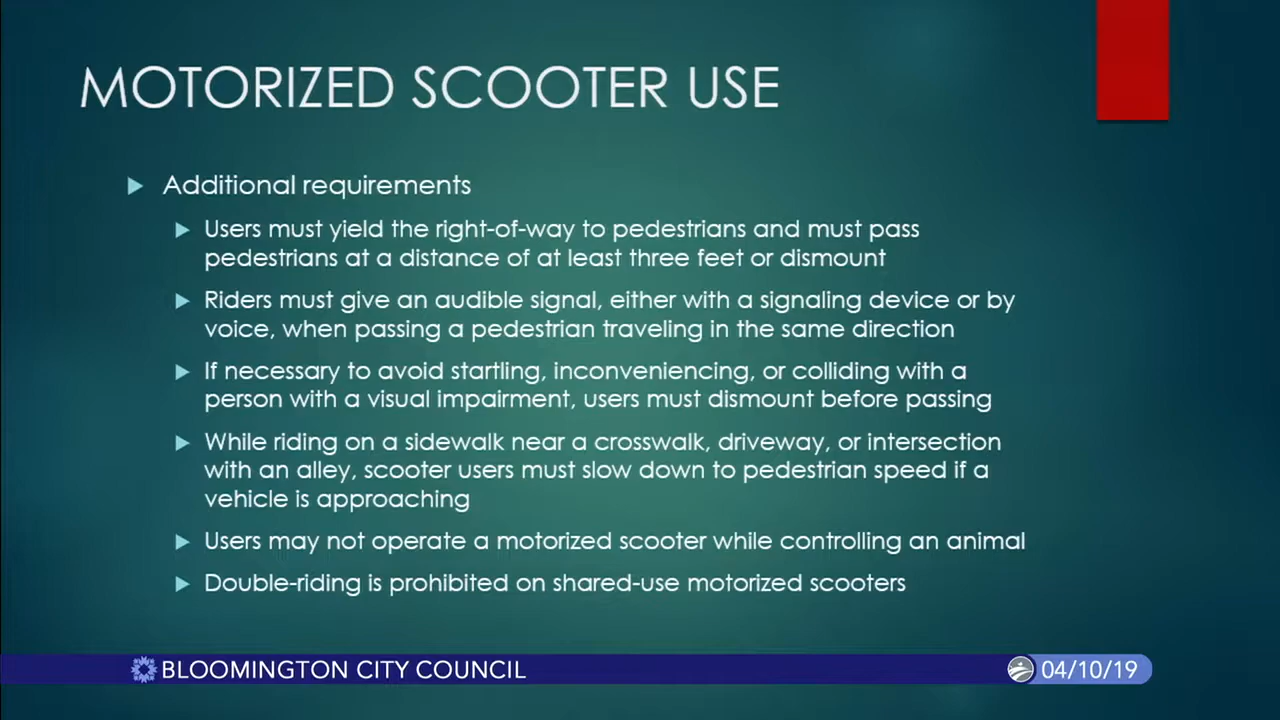 MOTORIZED SCOOTER USE
Additional requirements
Users must yield the right-of-way to pedestrians and must pass
pedestrians at a distance of at least three feet or dismount
Riders must give an audible signal, either with a signaling device or by
voice, when passing a pedestrian traveling in the same direction
If necessary to avoid startling, inconveniencing, or colliding with a
person with a visual impairment, users must dismount before passing
While riding on a sidewalk near a crosswalk, driveway, or intersection
with an alley, scooter users must slow down to pedestrian speed if a
vehicle is approaching
Users may not operate a motorized scooter while controlling an animal
Double-riding is prohibited on shared-use motorized scooters
BLOOMINGTON CITY COUNCIL
04/10/19